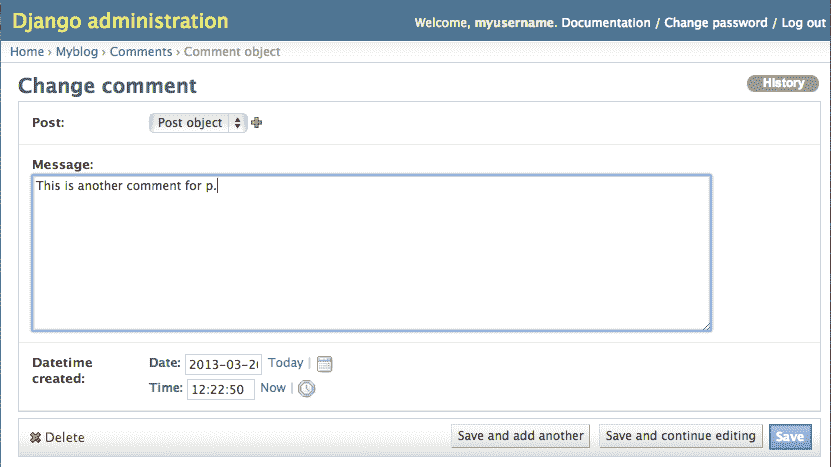 Django administration
Welcome, myusername. Documentation / Change password / Log out
Home › Myblog › Comments › Comment object
Change comment
History
Post: Post object
Message:
This is another comment for p.
Datetime created:
Date: 2013-03-20 Today |
Time: 12:22:50 Now |
Delete
Save and add another
Save and continue editing
Save